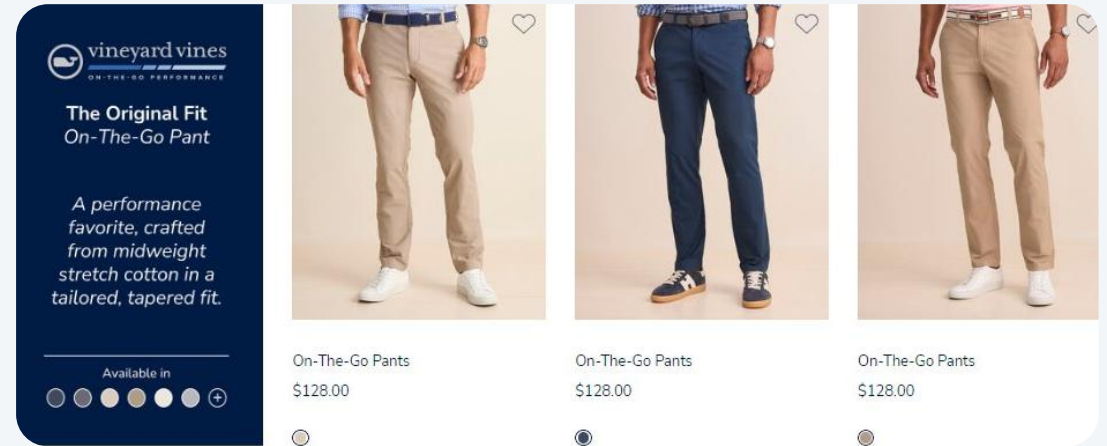 vineyard vines
ON-THE-GO PERFORMANCE
The Original Fit
On-The-Go Pant
A performance
favorite, crafted
from midweight
stretch cotton in a
tailored, tapered fit.
Available in
On-The-Go Pants
$128.00
On-The-Go Pants
$128.00
On-The-Go Pants
$128.00